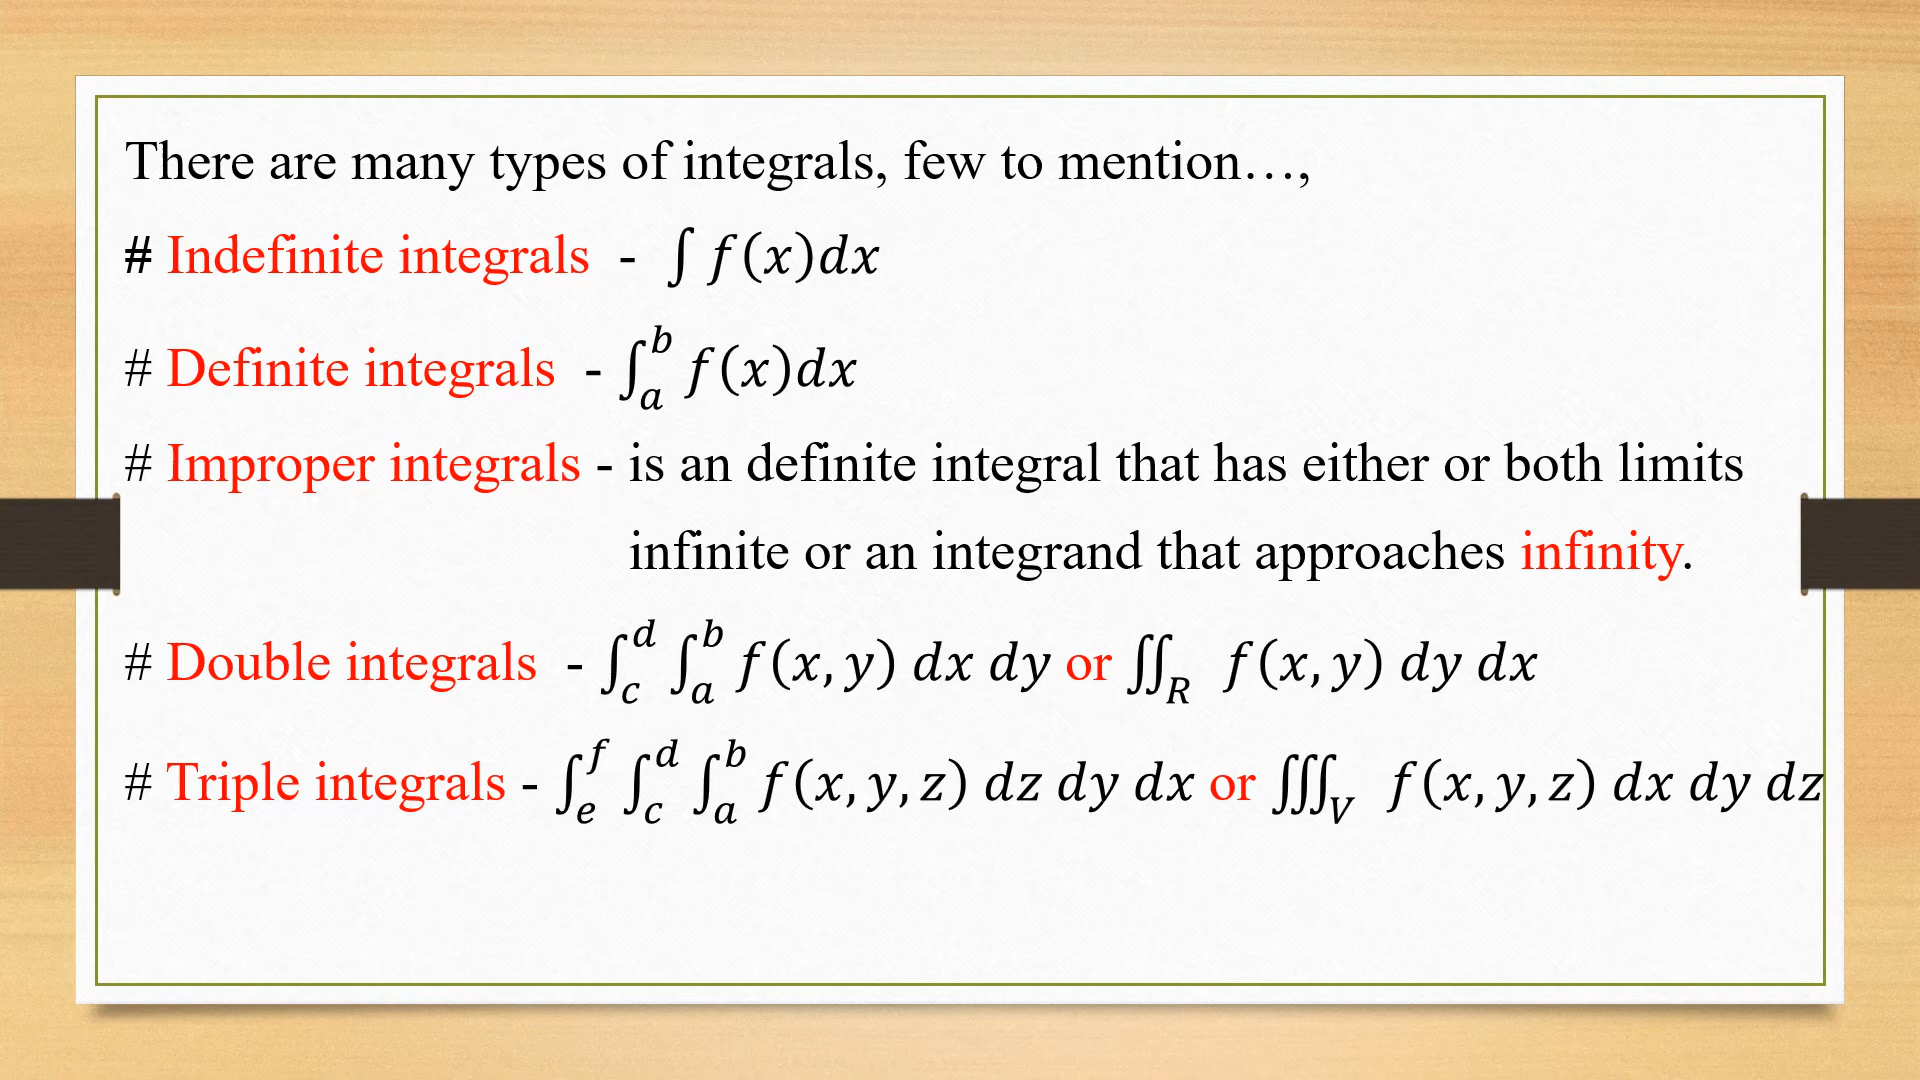 There are many types of integrals, few to mention…,
# Indefinite integrals - ∫ f(x)dx
# Definite integrals - ∫_a^b f(x)dx
# Improper integrals - is an definite integral that has either or both limits
infinite or an integrand that approaches infinity.
# Double integrals - ∫_c^d ∫_a^b f(x, y) dx dy or ∬_R f(x, y) dy dx
# Triple integrals - ∫_e^f ∫_c^d ∫_a^b f(x, y, z) dz dy dx or ∭_V f(x, y, z) dx dy dz